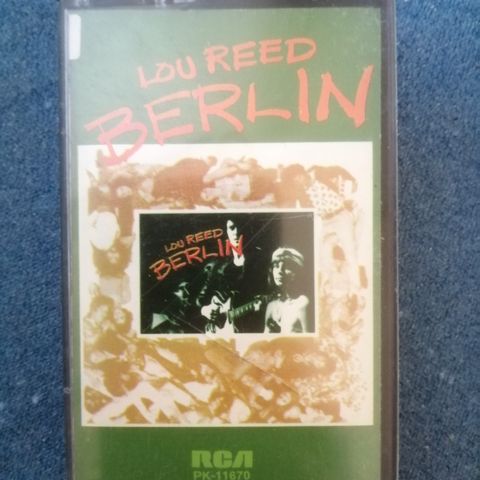 LOU REED
BERLIN
LOU REED
BERLIN
RCA
PK-11670